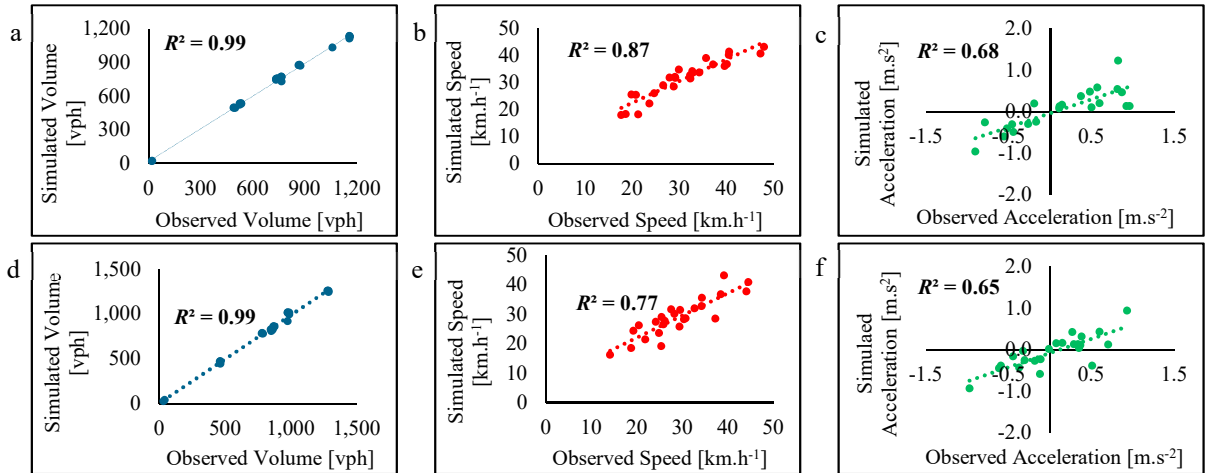 a
Simulated Volume
[vph]
1,200
900
600
300
0
R² = 0.99
0 300 600 900 1,200
Observed Volume [vph]
b
Simulated Speed
[km.h⁻¹]
50
40
30
20
10
0
R² = 0.87
0 10 20 30 40 50
Observed Speed [km.h⁻¹]
c
Simulated
Acceleration [m.s²]
2.0
1.0
0.0
-1.0
-2.0
R² = 0.68
-1.5 -0.5 0.5 1.5
Observed Acceleration [m.s⁻²]
d
Simulated Volume
[vph]
1,500
1,000
500
0
R² = 0.99
0 500 1,000 1,500
Observed Volume [vph]
e
Simulated Speed
[km.h⁻¹]
50
40
30
20
10
0
R² = 0.77
0 10 20 30 40 50
Observed Speed [km.h⁻¹]
f
Simulated
Acceleration [m.s²]
2.0
1.0
0.0
-1.0
-2.0
R² = 0.65
-1.5 -0.5 0.5 1.5
Observed Acceleration [m.s⁻²]